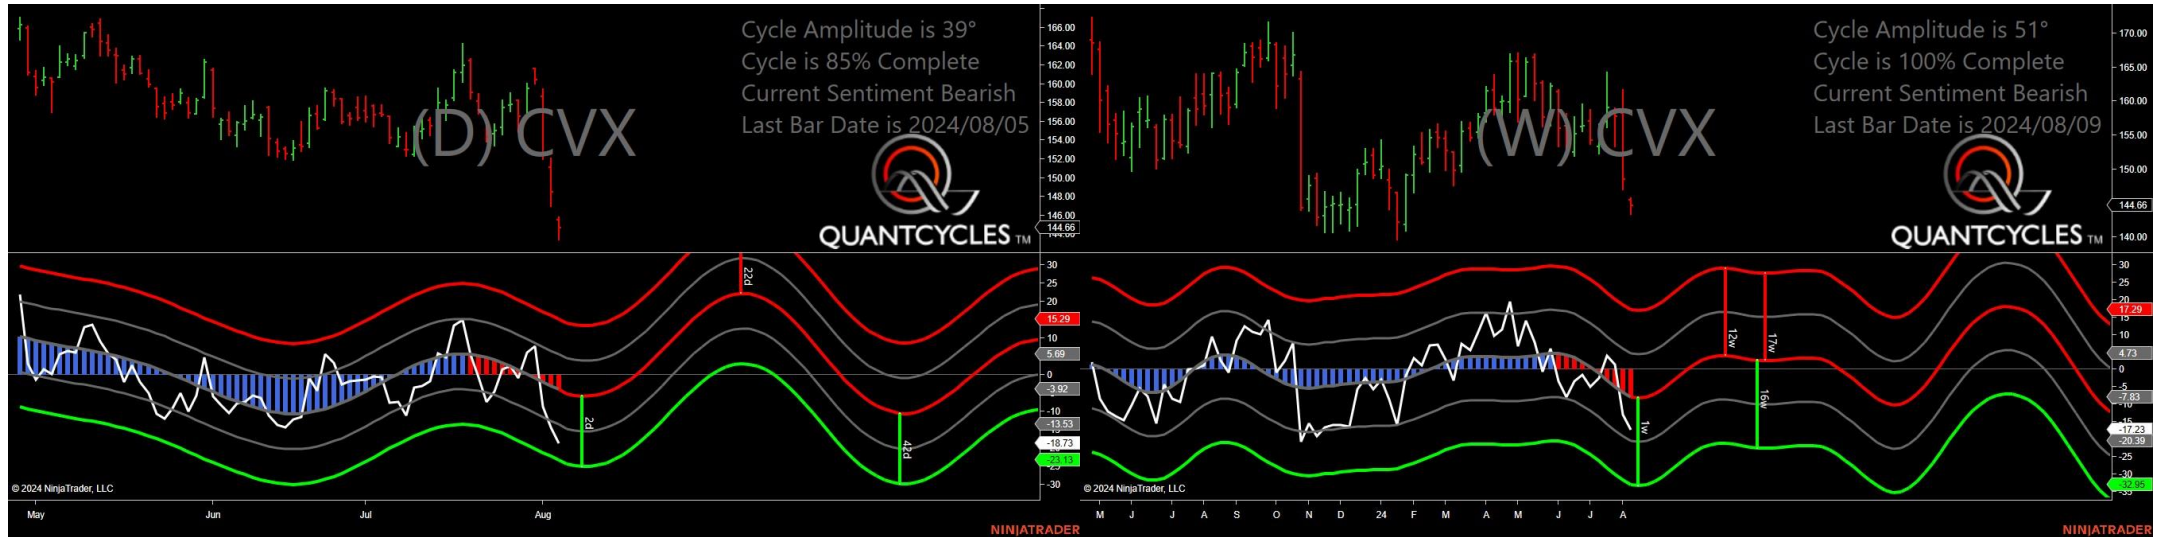 Cycle Amplitude is 39°
Cycle is 85% Complete
Current Sentiment Bearish
Last Bar Date is 2024/08/05
(D) CVX
QUANTCYCLES TM
166.00
164.00
162.00
160.00
158.00
156.00
154.00
152.00
150.00
148.00
146.00
144.66
30
25
20
15.29
10
5.69
0
-3.92
-10
-13.53
-18.73
-23.13
-30
22d
2d
42d
© 2024 NinjaTrader, LLC
May
Jun
Jul
Aug
NINJATRADER
Cycle Amplitude is 51°
Cycle is 100% Complete
Current Sentiment Bearish
Last Bar Date is 2024/08/09
(W) CVX
QUANTCYCLES TM
170.00
165.00
160.00
155.00
150.00
144.66
140.00
30
25
20
17.29
15
10
4.73
0
-5
-7.83
-17.23
-20.39
-25
-30
-32.95
12w
17w
16w
1w
© 2024 NinjaTrader, LLC
M
J
J
A
S
O
N
D
24
F
M
A
M
J
J
A
NINJATRADER